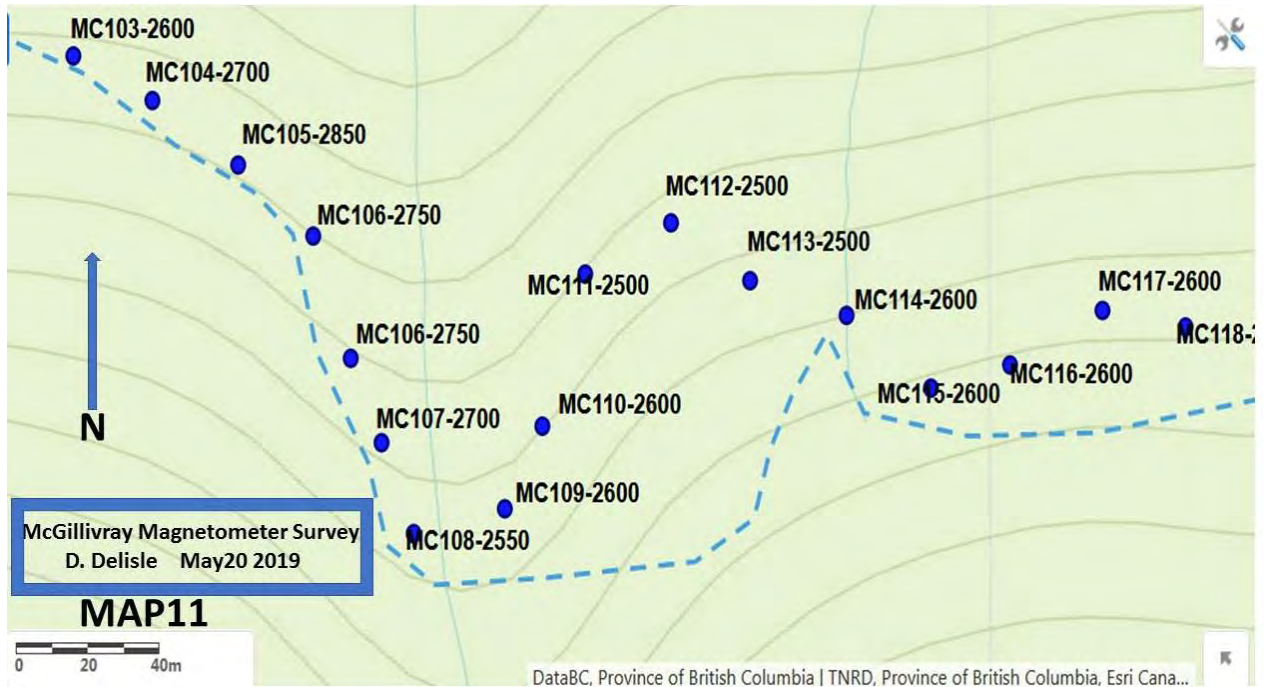 MC103-2600
MC104-2700
MC105-2850
MC112-2500
MC106-2750
MC113-2500
MC111-2500
MC117-2600
MC114-2600
MC106-2750
MC118-2
MC116-2600
MC115-2600
MC110-2600
MC107-2700
N
MC109-2600
MC108-2550
McGillivray Magnetometer Survey
D. Delisle May20 2019
MAP11
0 20 40m
DataBC, Province of British Columbia | TNRD, Province of British Columbia, Esri Cana...